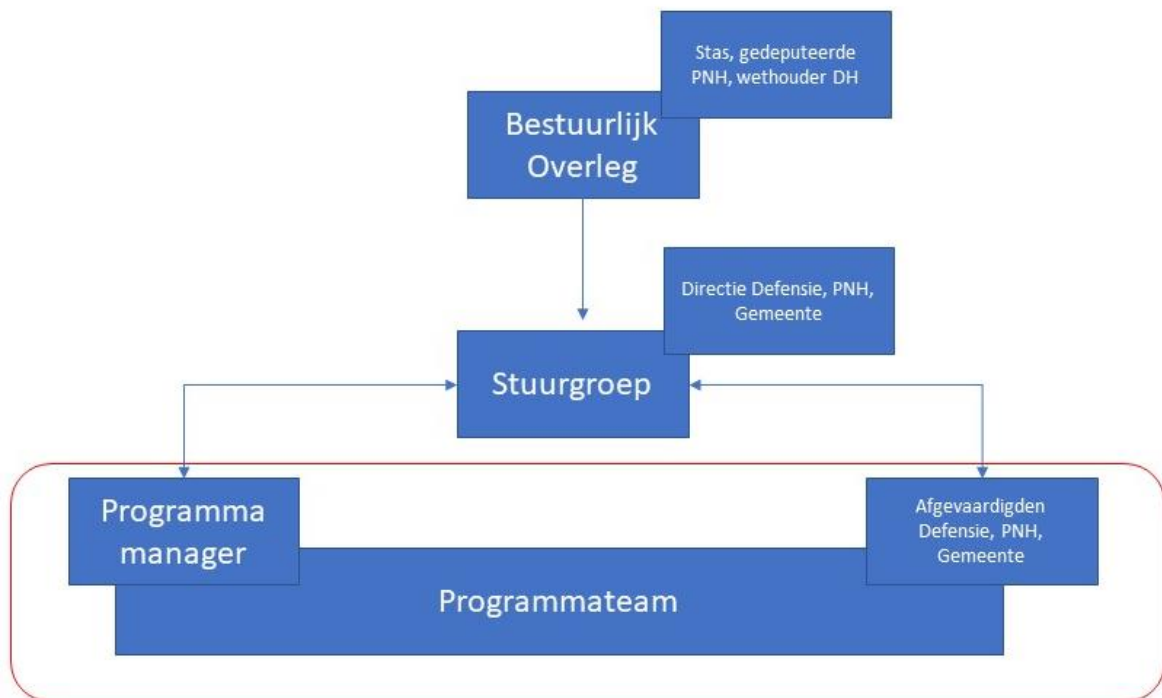 Stas, gedeputeerde
PNH, wethouder DH
Bestuurlijk
Overleg
Directie Defensie, PNH,
Gemeente
Stuurgroep
Programma
manager
Afgevaardigden
Defensie, PNH,
Gemeente
Programmateam